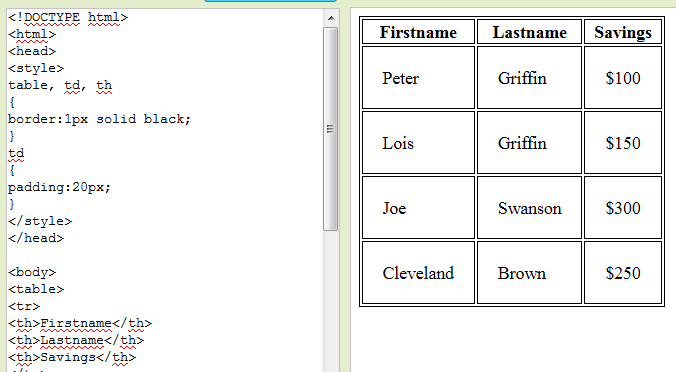 <!DOCTYPE html>
<html>
<head>
<style>
table, td, th
{
border:1px solid black;
}
td
{
padding:20px;
}
</style>
</head>
<body>
<table>
<tr>
<th>Firstname</th>
<th>Lastname</th>
<th>Savings</th>
Firstname Lastname Savings
Peter Griffin $100
Lois Griffin $150
Joe Swanson $300
Cleveland Brown $250